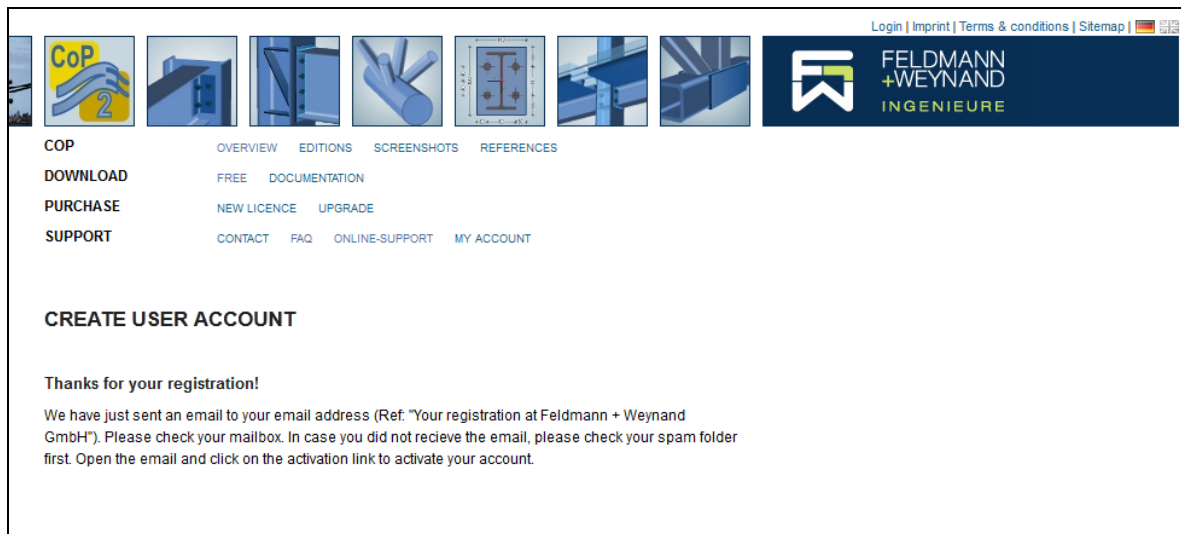 Login | Imprint | Terms & conditions | Sitemap |
CoP
2
FELDMANN
+WEYNAND
INGENIEURE
COP OVERVIEW EDITIONS SCREENSHOTS REFERENCES
DOWNLOAD FREE DOCUMENTATION
PURCHASE NEW LICENCE UPGRADE
SUPPORT CONTACT FAQ ONLINE-SUPPORT MY ACCOUNT
CREATE USER ACCOUNT
Thanks for your registration!
We have just sent an email to your email address (Ref: "Your registration at Feldmann + Weynand
GmbH"). Please check your mailbox. In case you did not recieve the email, please check your spam folder
first. Open the email and click on the activation link to activate your account.